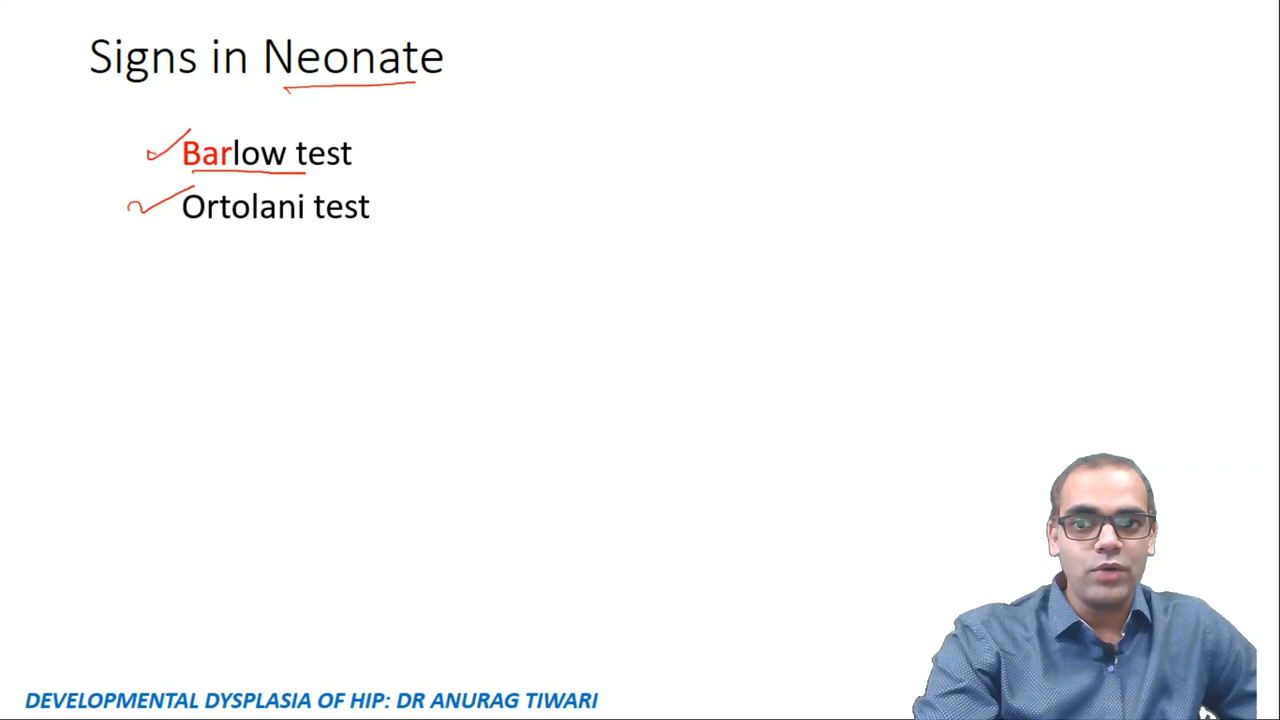 Signs in Neonate
Barlow test
Ortolani test
DEVELOPMENTAL DYSPLASIA OF HIP: DR ANURAG TIWARI